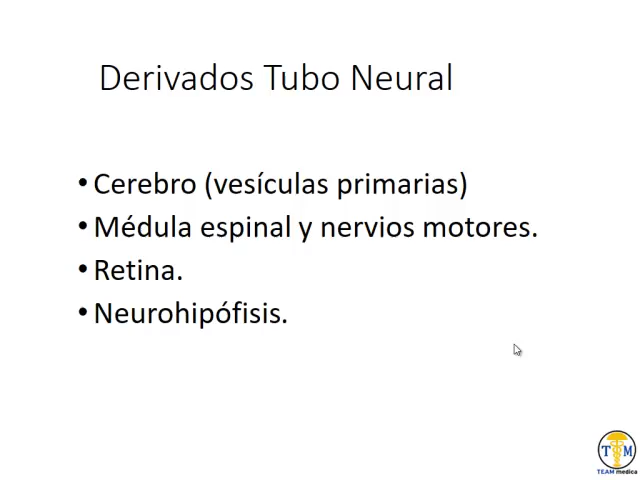 Derivados Tubo Neural
• Cerebro (vesículas primarias)
• Médula espinal y nervios motores.
• Retina.
• Neurohipófisis.
T M
TEAM medica